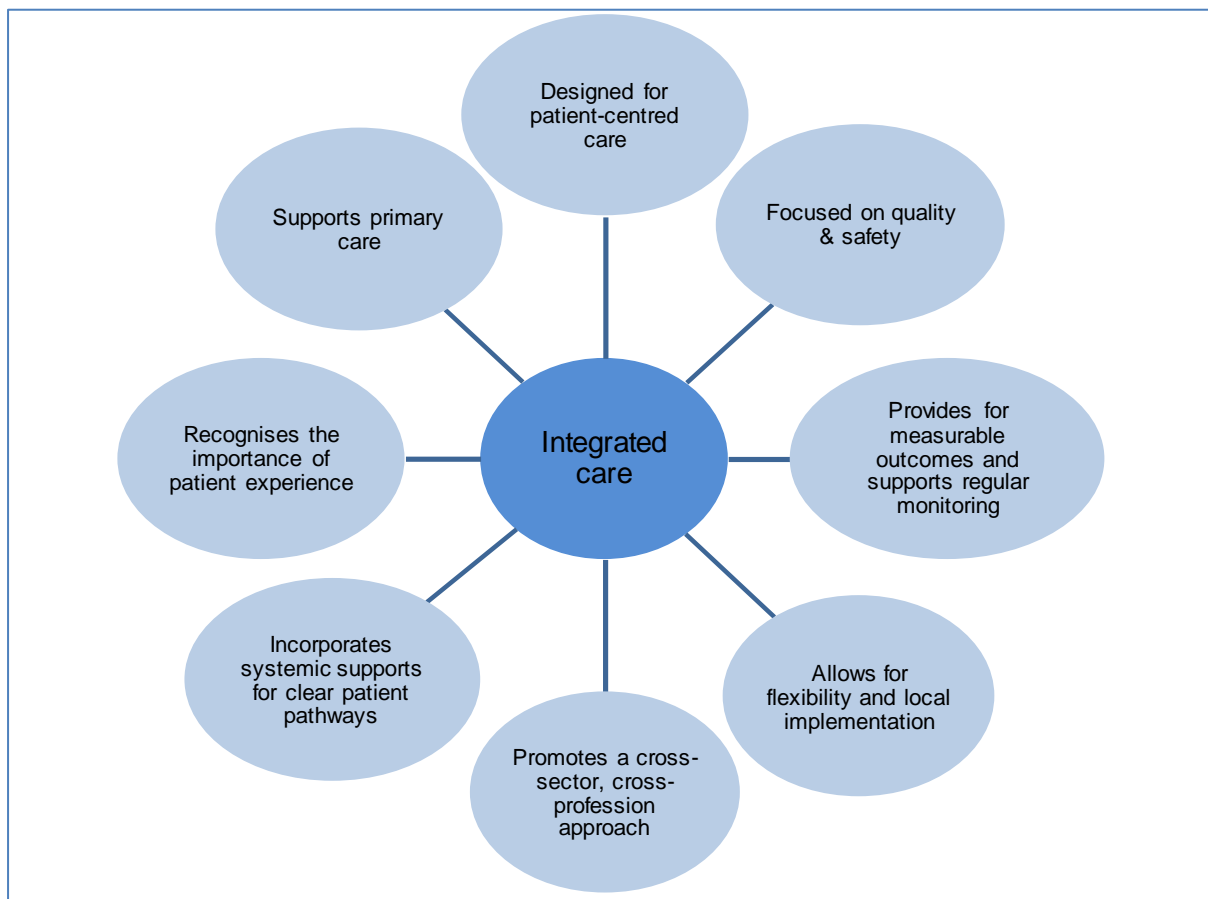 Designed for
patient-centred
care
Focused on quality
& safety
Provides for
measurable
outcomes and
supports regular
monitoring
Allows for
flexibility and local
implementation
Promotes a cross-
sector, cross-
profession
approach
Incorporates
systemic supports
for clear patient
pathways
Recognises the
importance of
patient experience
Supports primary
care
Integrated
care